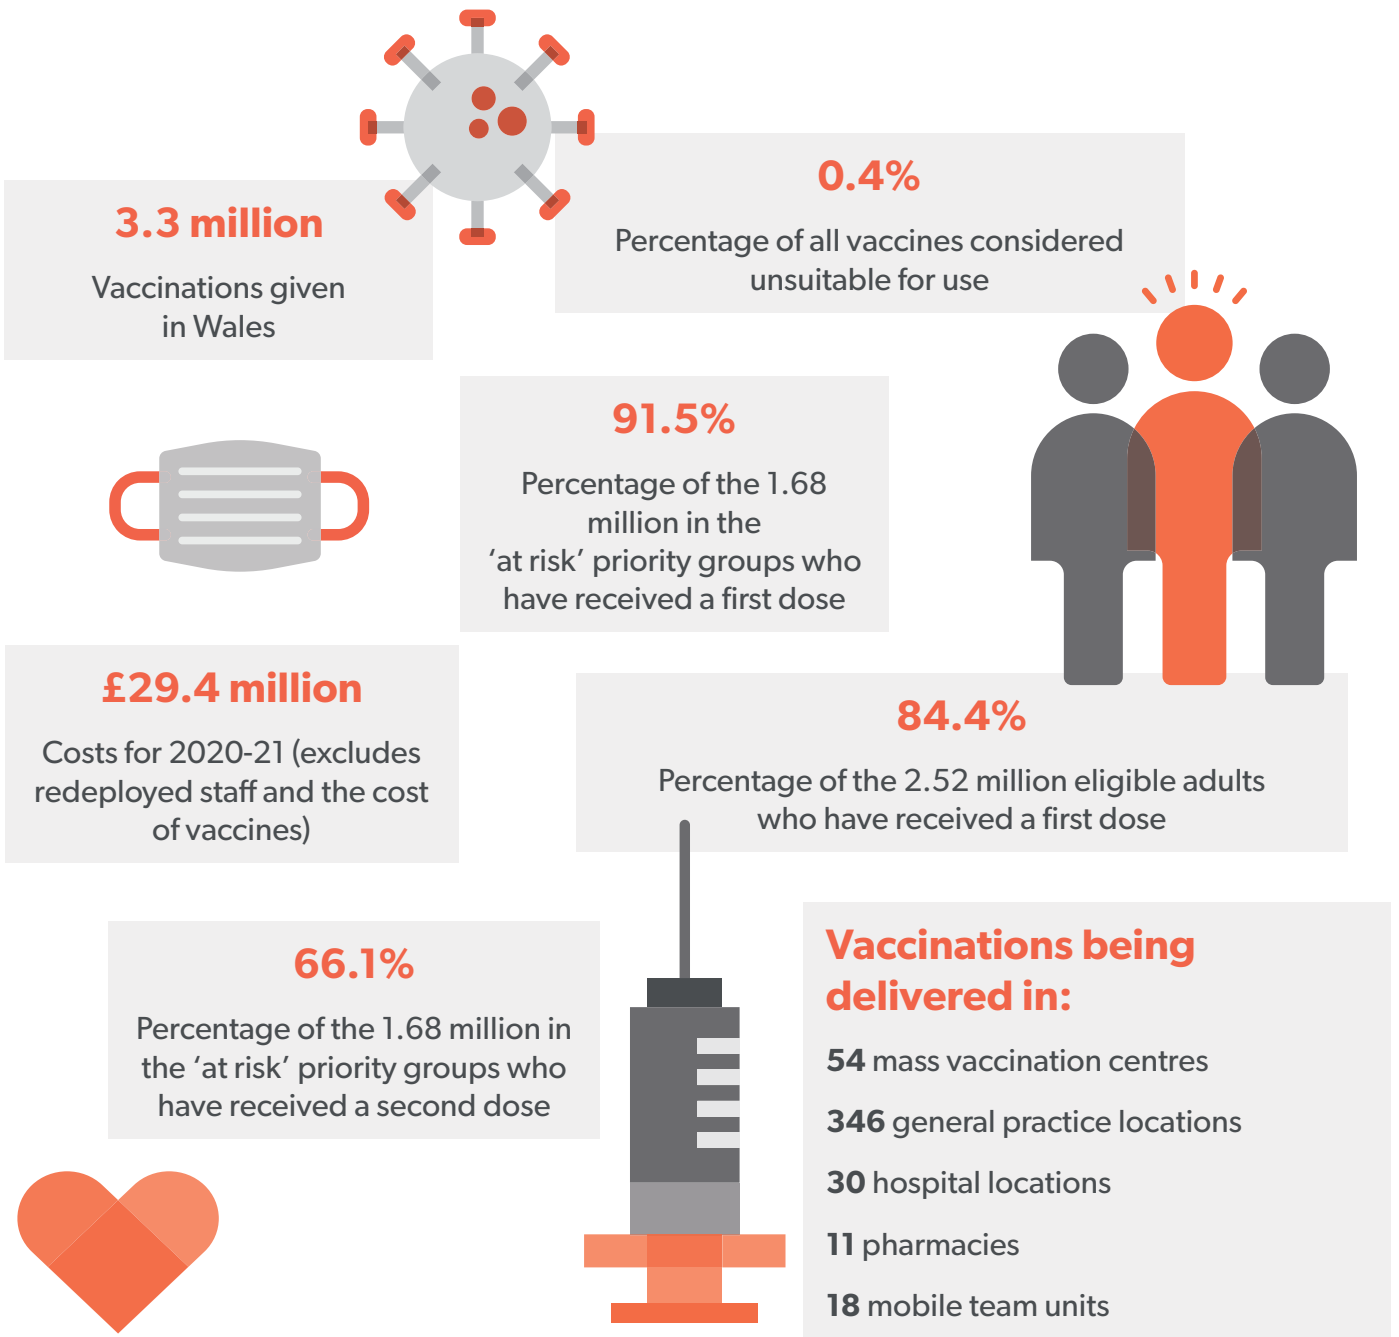 3.3 million
Vaccinations given
in Wales
0.4%
Percentage of all vaccines considered
unsuitable for use
91.5%
Percentage of the 1.68
million in the
‘at risk’ priority groups who
have received a first dose
£29.4 million
Costs for 2020-21 (excludes
redeployed staff and the cost
of vaccines)
84.4%
Percentage of the 2.52 million eligible adults
who have received a first dose
66.1%
Percentage of the 1.68 million in
the ‘at risk’ priority groups who
have received a second dose
Vaccinations being
delivered in:
54 mass vaccination centres
346 general practice locations
30 hospital locations
11 pharmacies
18 mobile team units